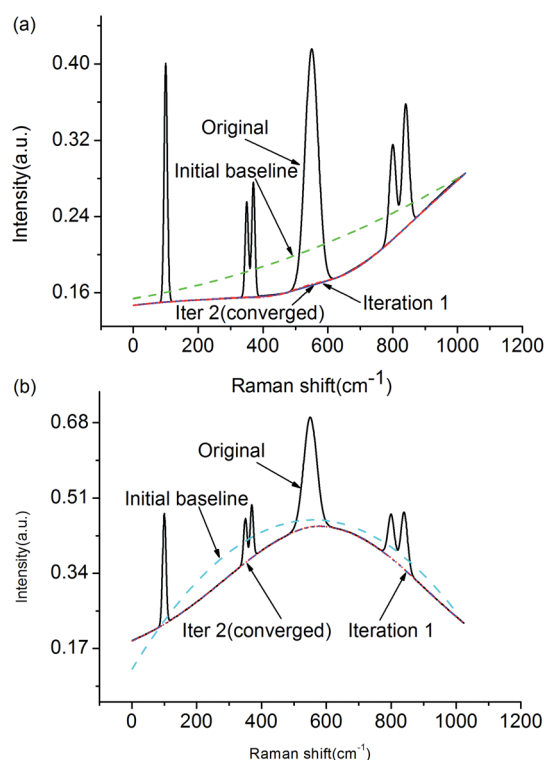 (a)
0.40
0.32
0.24
0.16
Intensity(a.u.)
Original
Initial baseline
Iter 2(converged)
Iteration 1
0 200 400 600 800 1000 1200
Raman shift(cm-1)
(b)
0.68
0.51
0.34
0.17
Intensity(a.u.)
Original
Initial baseline
Iter 2(converged)
Iteration 1
0 200 400 600 800 1000 1200
Raman shift(cm-1)